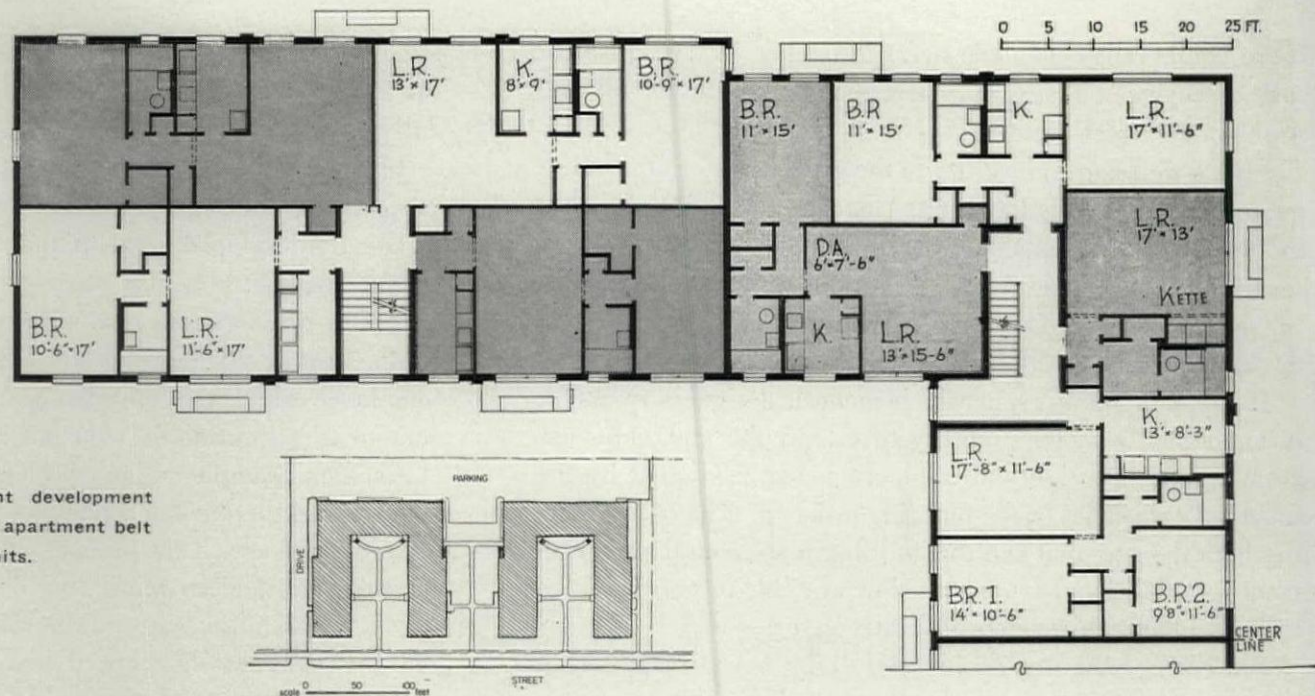 0 5 10 15 20 25 FT.
L.R.
13' × 17'
K.
8'× 9'
B.R.
10'-9" × 17'
B.R.
11' × 15'
B.R
11' × 15'
K.
L.R.
17' × 11'-6"
L.R.
17' × 13'
K'ETTE
D.A.
6' × 7'-6"
K.
L.R.
13' × 15'-6"
B.R.
10'-6" × 17'
L.R.
11'-6" × 17'
K.
13' × 8'-3"
L.R.
17'-8" × 11'-6"
BR 1.
14' × 10'-6"
B.R.2.
9'8" × 11'-6"
CENTER
LINE
nt development
apartment belt
nits.
PARKING
DRIVE
STREET
scale 0 50 100 feet